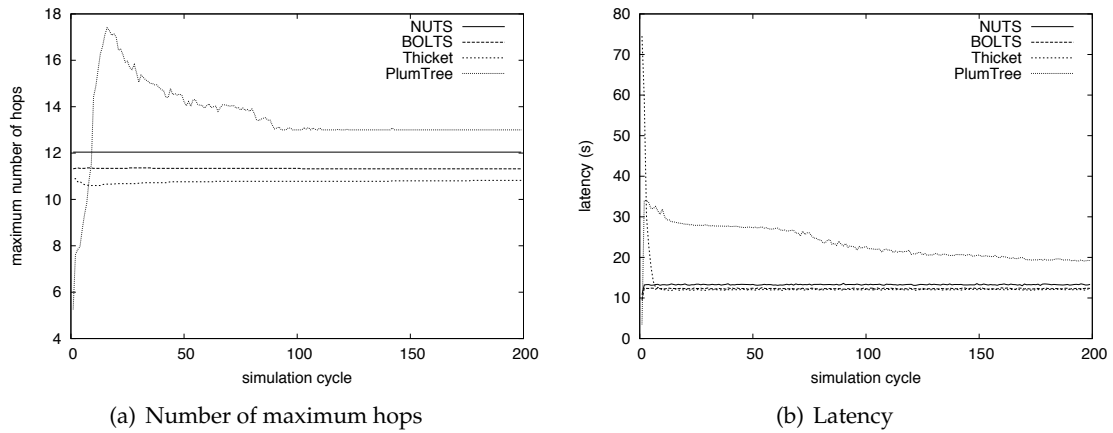 18
16
14
12
10
8
6
4
0
50
100
150
200
maximum number of hops
simulation cycle
NUTS
BOLTS
Thicket
PlumTree
(a) Number of maximum hops
80
70
60
50
40
30
20
10
0
0
50
100
150
200
latency (s)
simulation cycle
NUTS
BOLTS
Thicket
PlumTree
(b) Latency